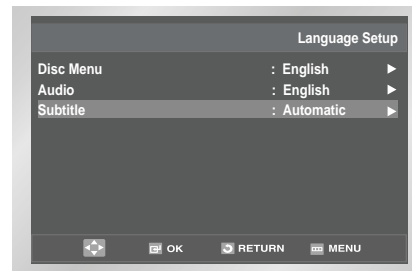 Language Setup
Disc Menu : English ►
Audio : English ►
Subtitle : Automatic ►
OK RETURN MENU